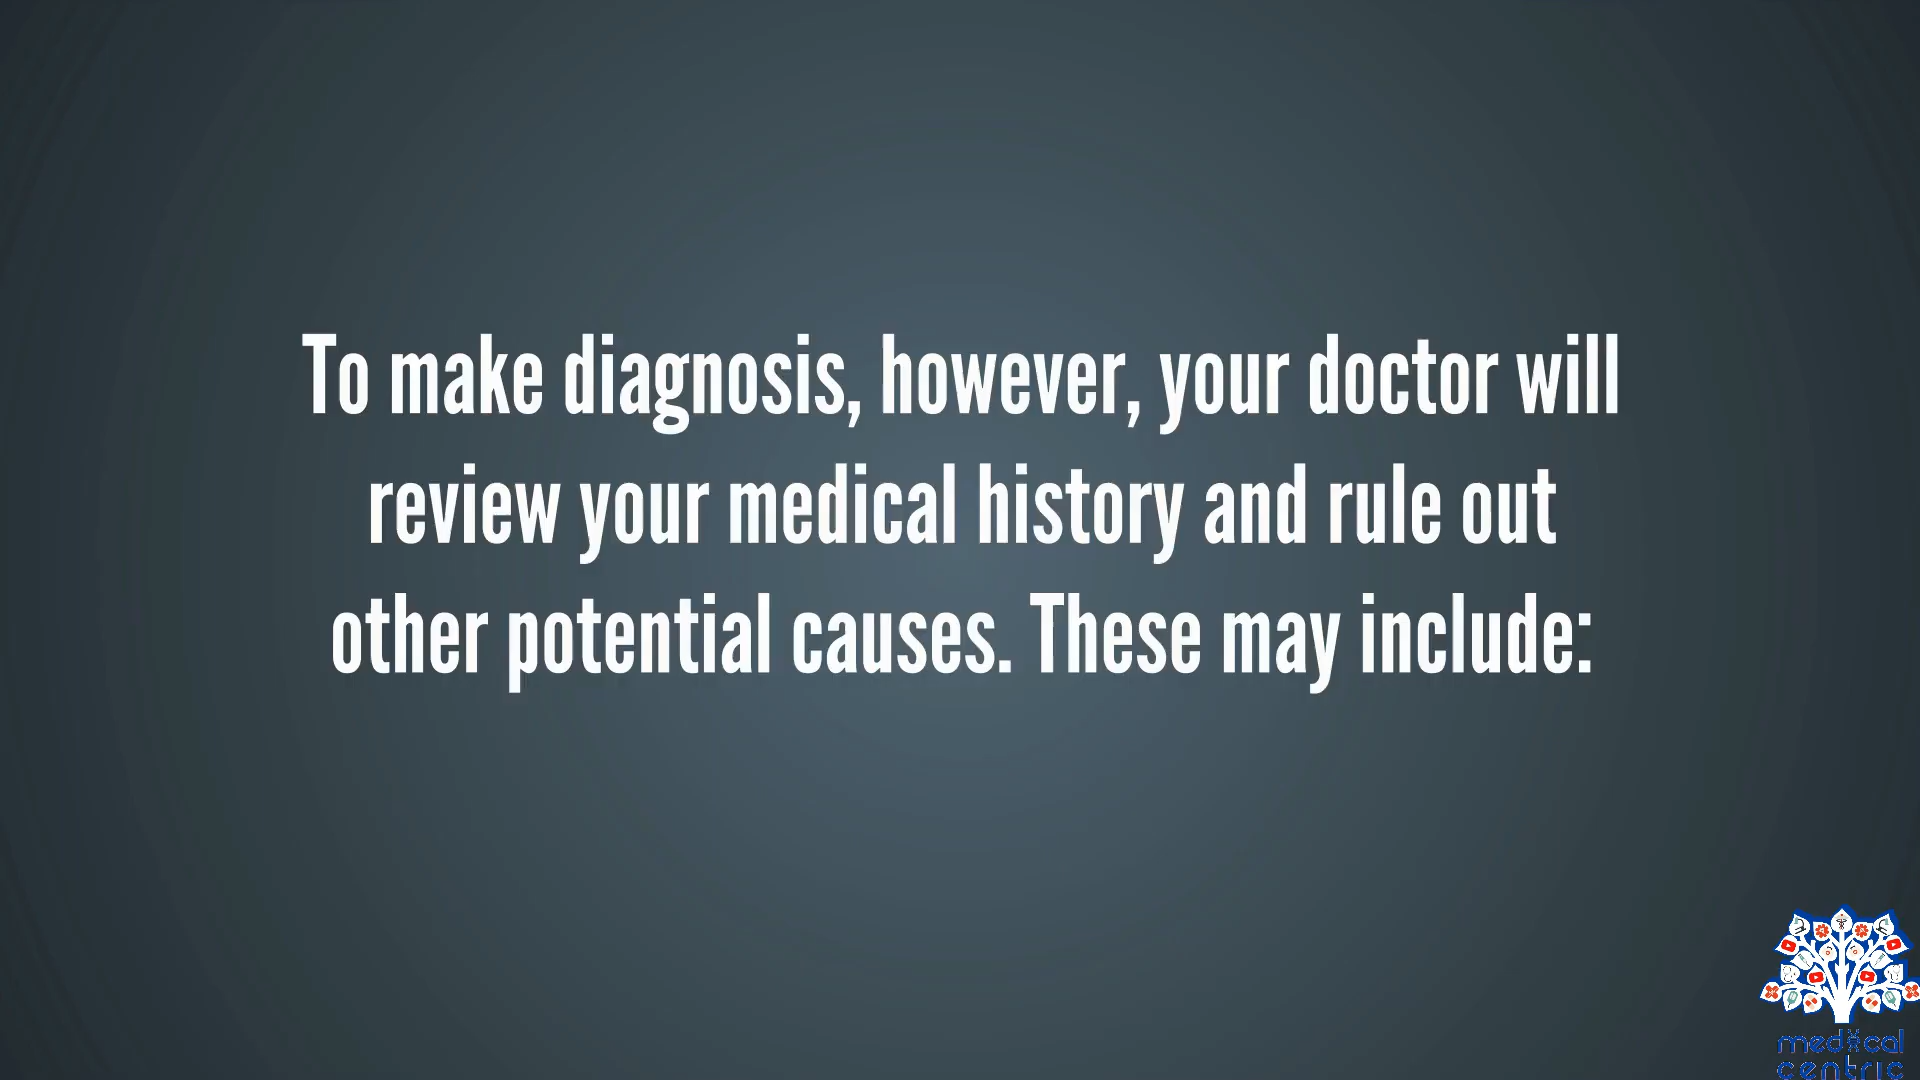 To make diagnosis, however, your doctor will
review your medical history and rule out
other potential causes. These may include:
medical
centric